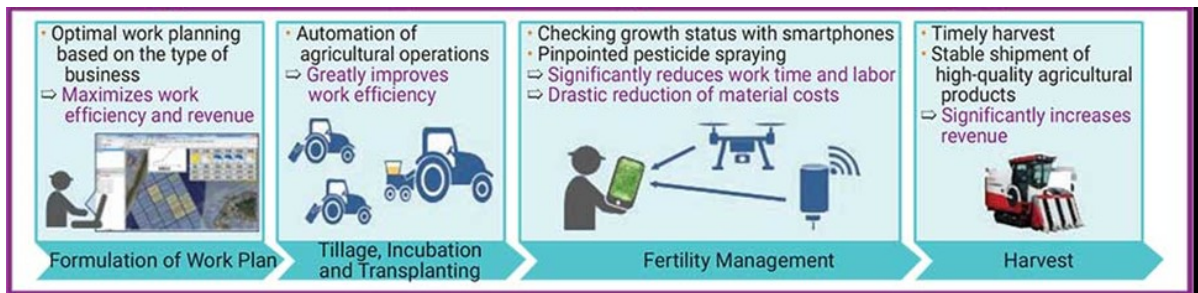 • Optimal work planning
based on the type of
business
⇨ Maximizes work
efficiency and revenue
Formulation of Work Plan
• Automation of
agricultural operations
⇨ Greatly improves
work efficiency
Tillage, Incubation
and Transplanting
• Checking growth status with smartphones
• Pinpointed pesticide spraying
⇨ Significantly reduces work time and labor
⇨ Drastic reduction of material costs
Fertility Management
• Timely harvest
• Stable shipment of
high-quality agricultural
products
⇨ Significantly increases
revenue
Harvest